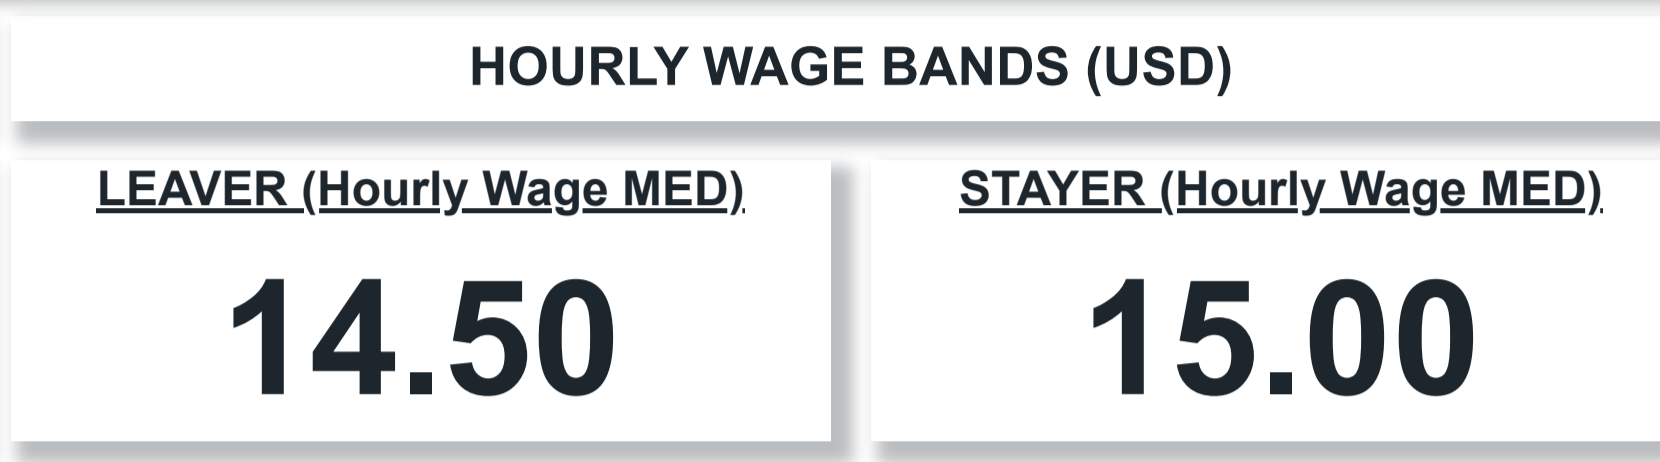 HOURLY WAGE BANDS (USD)
LEAVER (Hourly Wage MED)
14.50
STAYER (Hourly Wage MED)
15.00